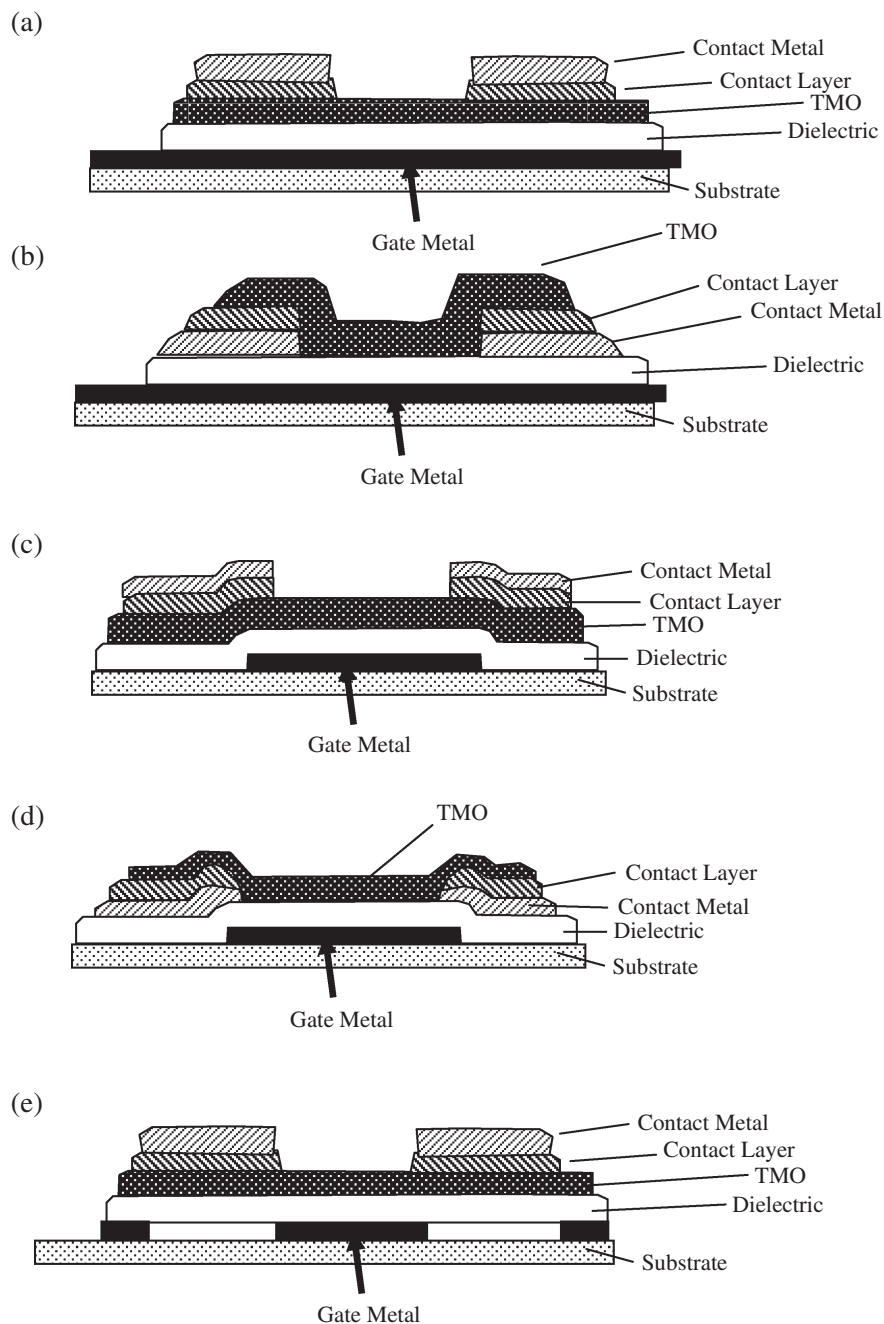 (a)
Contact Metal
Contact Layer
TMO
Dielectric
Substrate
Gate Metal
(b)
TMO
Contact Layer
Contact Metal
Dielectric
Substrate
Gate Metal
(c)
Contact Metal
Contact Layer
TMO
Dielectric
Substrate
Gate Metal
(d)
TMO
Contact Layer
Contact Metal
Dielectric
Substrate
Gate Metal
(e)
Contact Metal
Contact Layer
TMO
Dielectric
Substrate
Gate Metal